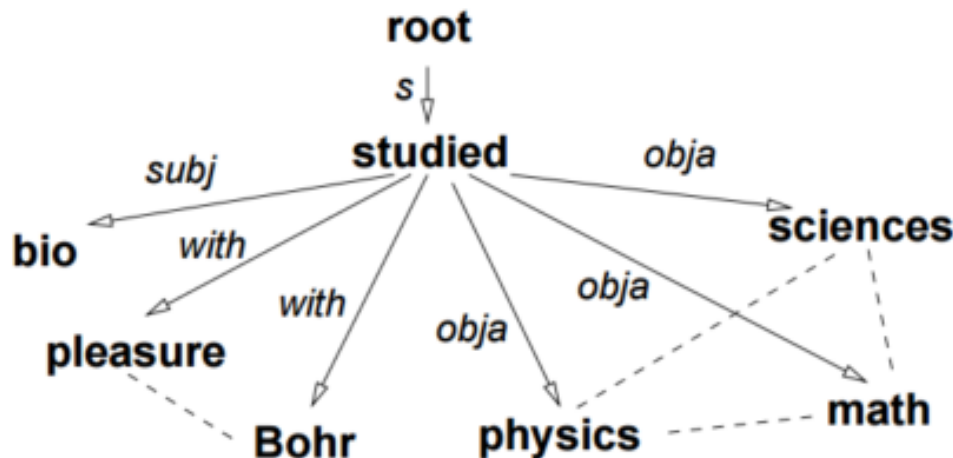 root
s
studied
subj
obja
bio
with
sciences
with
obja
obja
pleasure
Bohr
physics
math